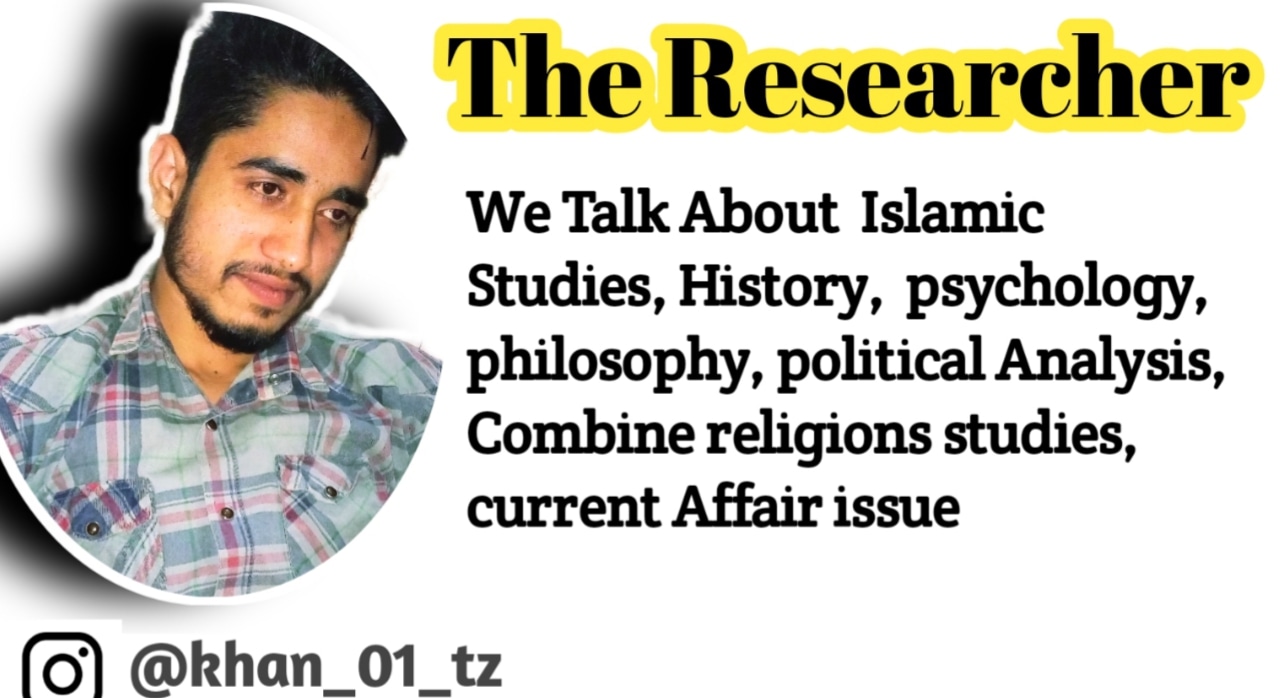 The Researcher
We Talk About Islamic
Studies, History, psychology,
philosophy, political Analysis,
Combine religions studies,
current Affair issue
@khan_01_tz